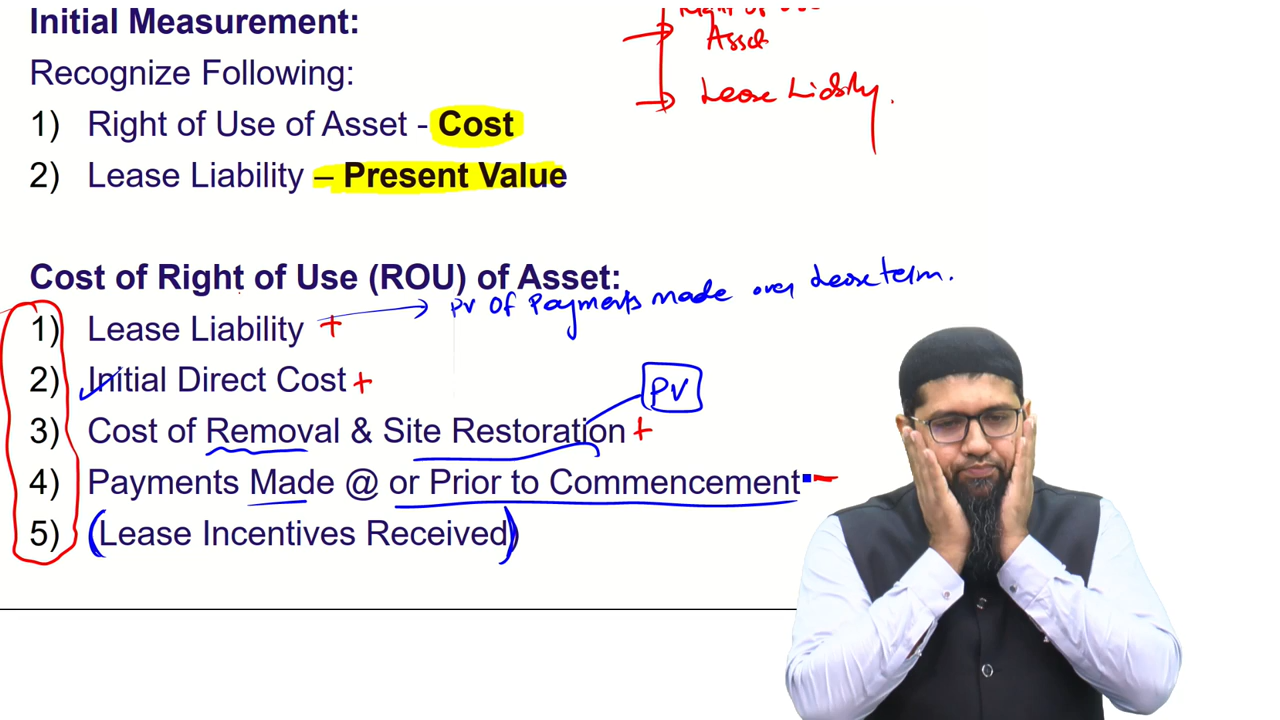 Initial Measurement:
Recognize Following:
1) Right of Use of Asset - Cost
2) Lease Liability – Present Value
Asset
Lease Liability.
Cost of Right of Use (ROU) of Asset:
PV of Payments made over Lease term.
1) Lease Liability +
2) Initial Direct Cost +
PV
3) Cost of Removal & Site Restoration +
4) Payments Made @ or Prior to Commencement -
5) (Lease Incentives Received)